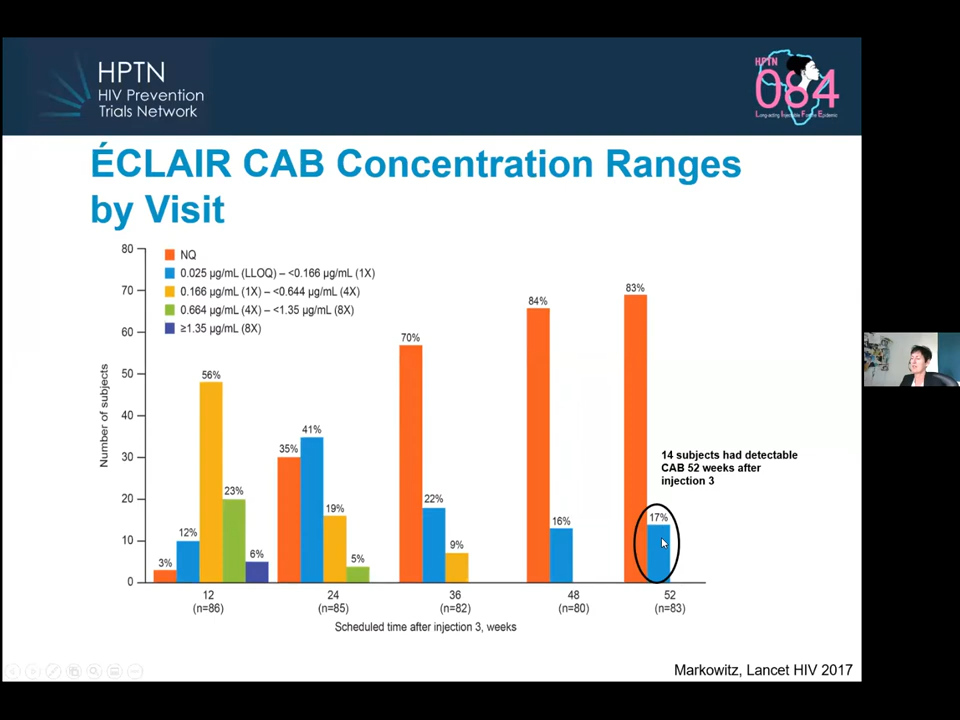 HPTN
HIV Prevention
Trials Network
HPTN
084
ÉCLAIR CAB Concentration Ranges
by Visit
80
70
60
50
40
30
20
10
0
Number of subjects
NQ
0.025 µg/mL (LLOQ) – <0.166 µg/mL (1X)
0.166 µg/mL (1X) – <0.644 µg/mL (4X)
0.664 µg/mL (4X) – <1.35 µg/mL (8X)
≥1.35 µg/mL (8X)
3%
12%
56%
23%
6%
35%
41%
19%
5%
70%
22%
9%
84%
16%
83%
17%
14 subjects had detectable
CAB 52 weeks after
injection 3
12 24 36 48 52
(n=86) (n=85) (n=82) (n=80) (n=83)
Scheduled time after injection 3, weeks
Markowitz, Lancet HIV 2017